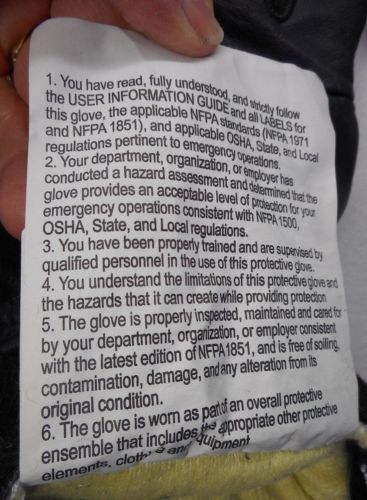 1. You have read, fully understood, and strictly follow
the USER INFORMATION GUIDE and all LABELS for
this glove, the applicable NFPA standards (NFPA 1971
and NFPA 1851), and applicable OSHA, State, and Local
regulations pertinent to emergency operations.
2. Your department, organization, or employer has
conducted a hazard assessment and determined that the
glove provides an acceptable level of protection for your
emergency operations consistent with NFPA 1500,
OSHA, State, and Local regulations.
3. You have been properly trained and are supervised by
qualified personnel in the use of this protective glove.
4. You understand the limitations of this protective glove and
the hazards that it can create while providing protection
5. The glove is properly inspected, maintained and cared for
by your department, organization, or employer consistent
with the latest edition of NFPA 1851, and is free of soiling,
contamination, damage, and any alteration from its
original condition.
6. The glove is worn as part of an overall protective
ensemble that includes the appropriate other protective
elements, and equipment